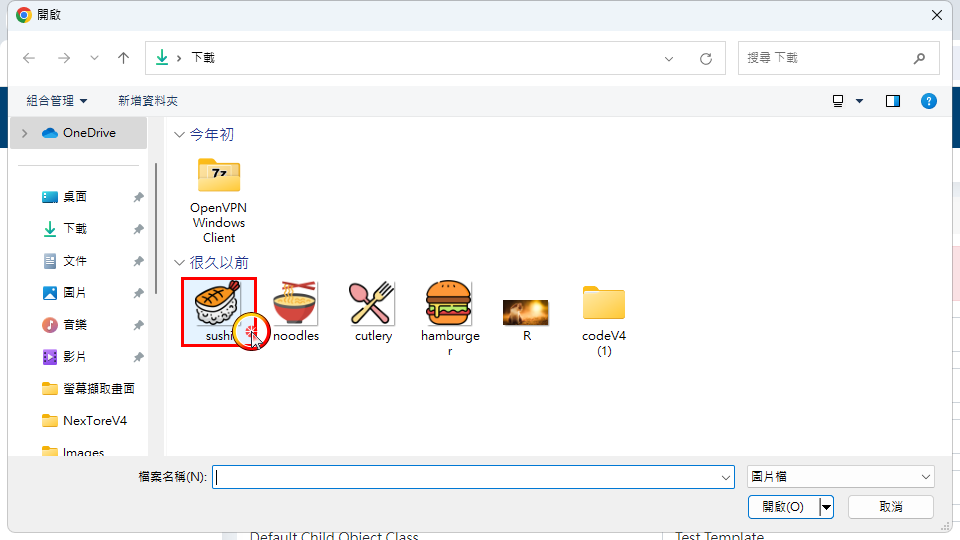 開啟
下載
搜尋 下載
組合管理
新增資料夾
OneDrive
桌面
下載
文件
圖片
音樂
影片
螢幕擷取畫面
NexToreV4
Images
今年初
7z
OpenVPN
Windows
Client
很久以前
sushi
noodles
cutlery
hamburge
r
R
codeV4
(1)
檔案名稱(N):
圖片檔
開啟(O)
取消
Default Child Object Class
Test Template